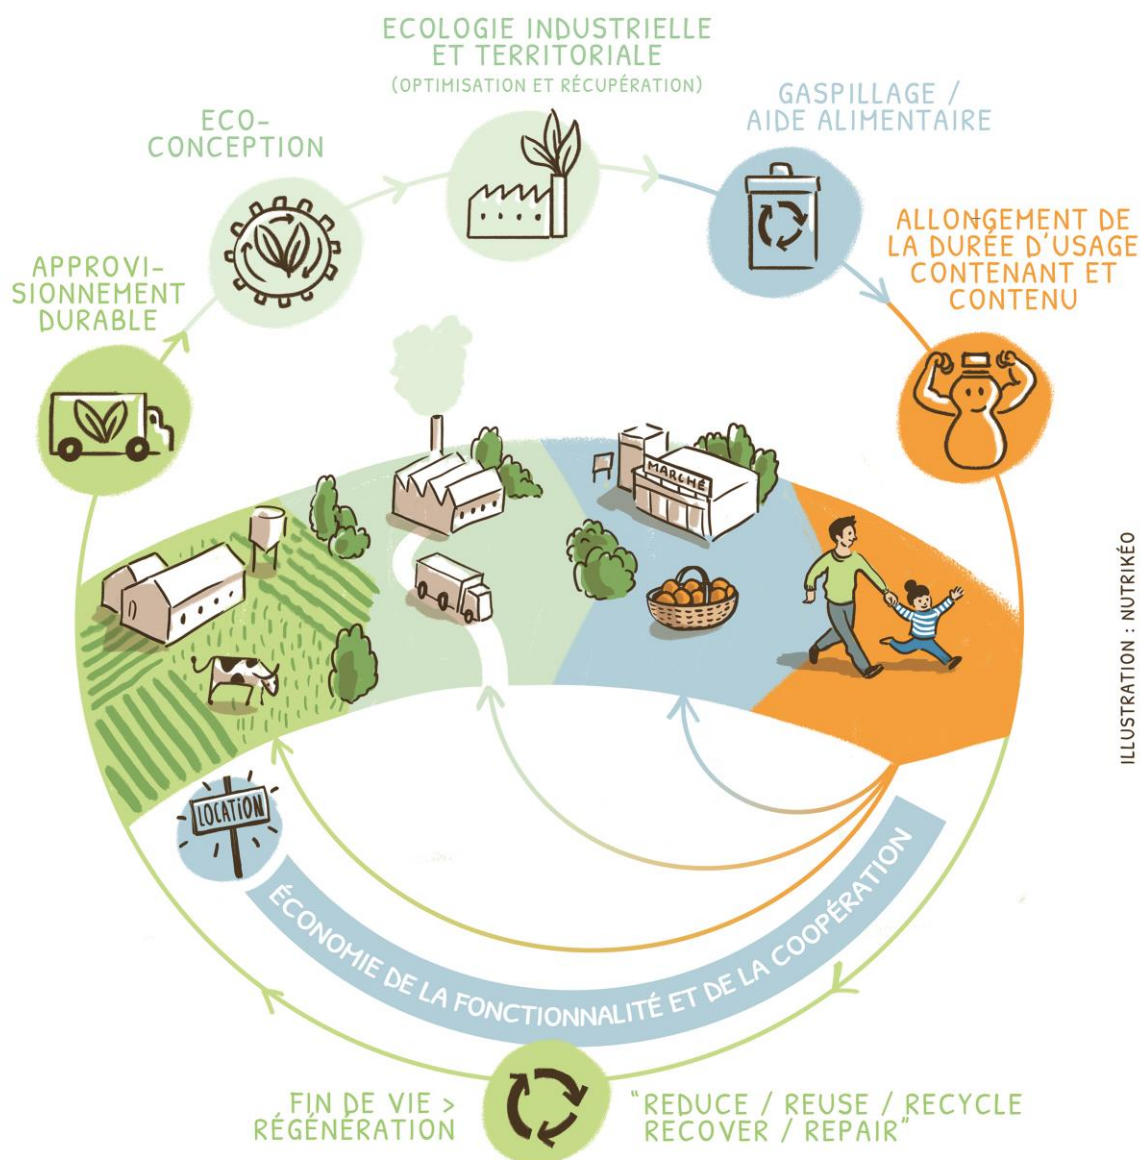 ECOLOGIE INDUSTRIELLE
ET TERRITORIALE
(OPTIMISATION ET RÉCUPÉRATION)
GASPILLAGE /
AIDE ALIMENTAIRE
ECO-
CONCEPTION
ALLONGEMENT DE
LA DURÉE D'USAGE
CONTENANT ET
CONTENU
APPROVI-
SIONNEMENT
DURABLE
MARCHÉ
ILLUSTRATION : NUTRIKÉO
LOCATION
ÉCONOMIE DE LA FONCTIONNALITÉ ET DE LA COOPÉRATION
FIN DE VIE >
RÉGÉNÉRATION
"REDUCE / REUSE / RECYCLE
RECOVER / REPAIR"